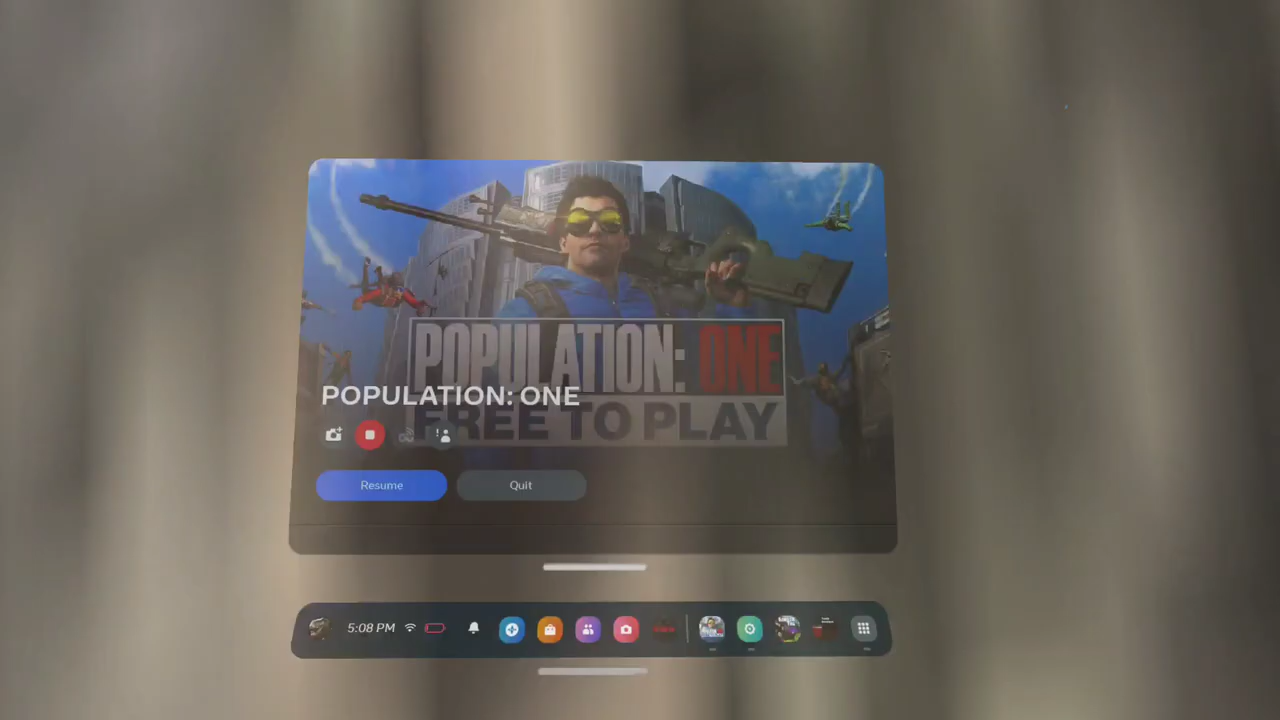 POPULATION: ONE
FREE TO PLAY
POPULATION: ONE
Resume
Quit
5:08 PM